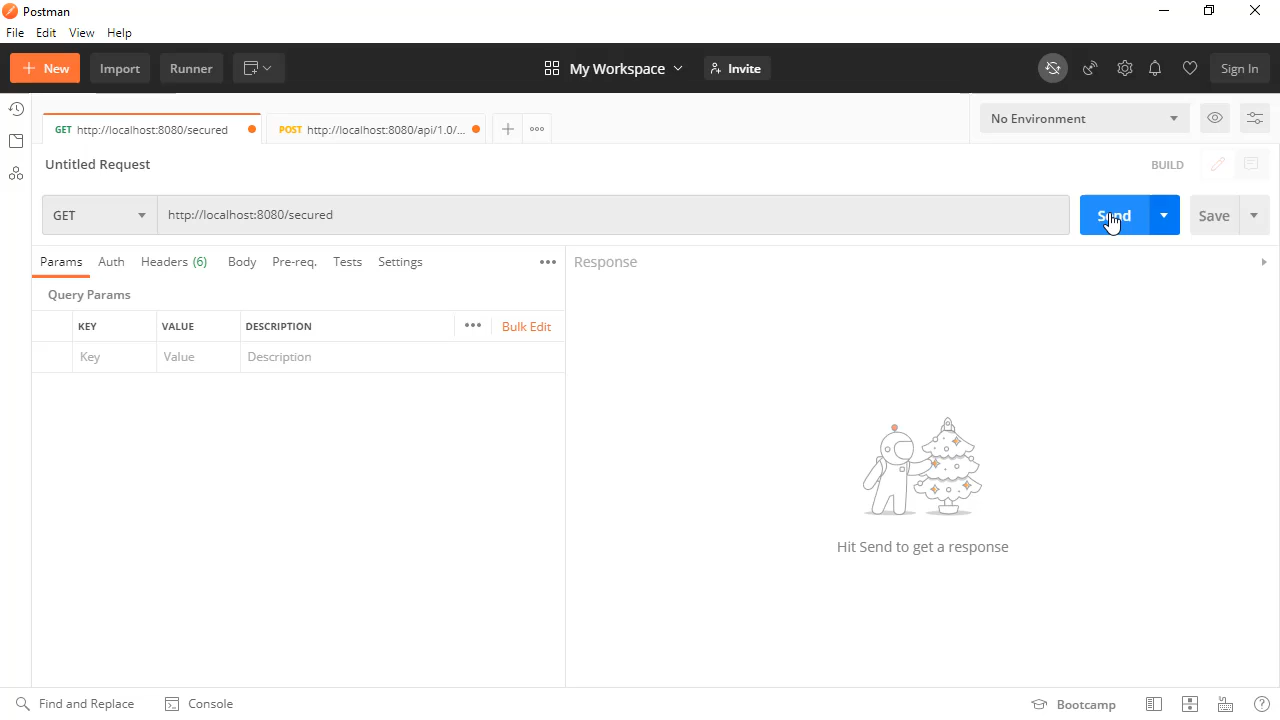 Postman
File Edit View Help
New Import Runner My Workspace Invite Sign In
GET http://localhost:8080/secured POST http://localhost:8080/api/1.0/... No Environment
Untitled Request BUILD
GET http://localhost:8080/secured Send Save
Params Auth Headers (6) Body Pre-req. Tests Settings Response
Query Params
KEY VALUE DESCRIPTION Bulk Edit
Key Value Description
Hit Send to get a response
Find and Replace Console Bootcamp